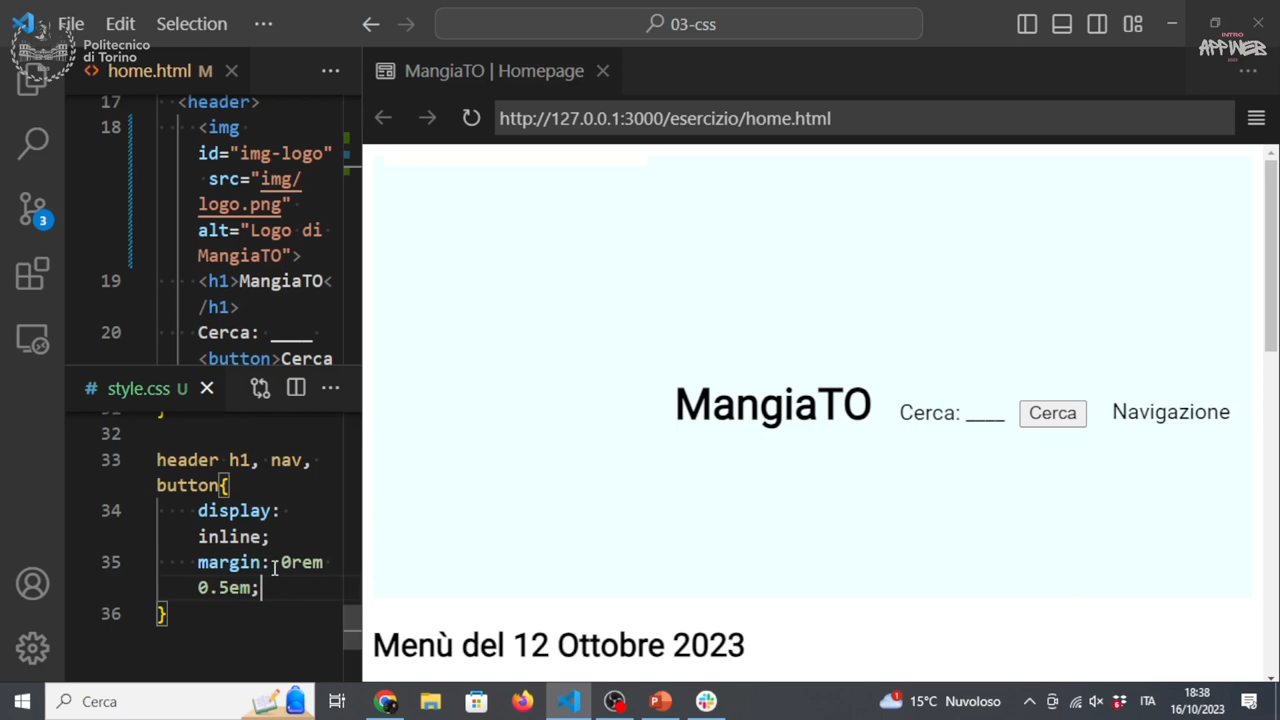 File Edit Selection ··· 03-css
Politecnico
di Torino
INTRO
APPWEB
home.html M
MangiaTO | Homepage
http://127.0.0.1:3000/esercizio/home.html
17 <header>
18 <img
id="img-logo"
src="img/
logo.png"
alt="Logo di
MangiaTO">
19 <h1>MangiaTO<
/h1>
20 Cerca: ____
<button>Cerca
3
# style.css U
32
33 header h1, nav,
button{
34 display:
inline;
35 margin: 0rem
0.5em;
36 }
MangiaTO Cerca: ____ Cerca Navigazione
Menù del 12 Ottobre 2023
Cerca
15°C Nuvoloso
ITA
18:38
16/10/2023